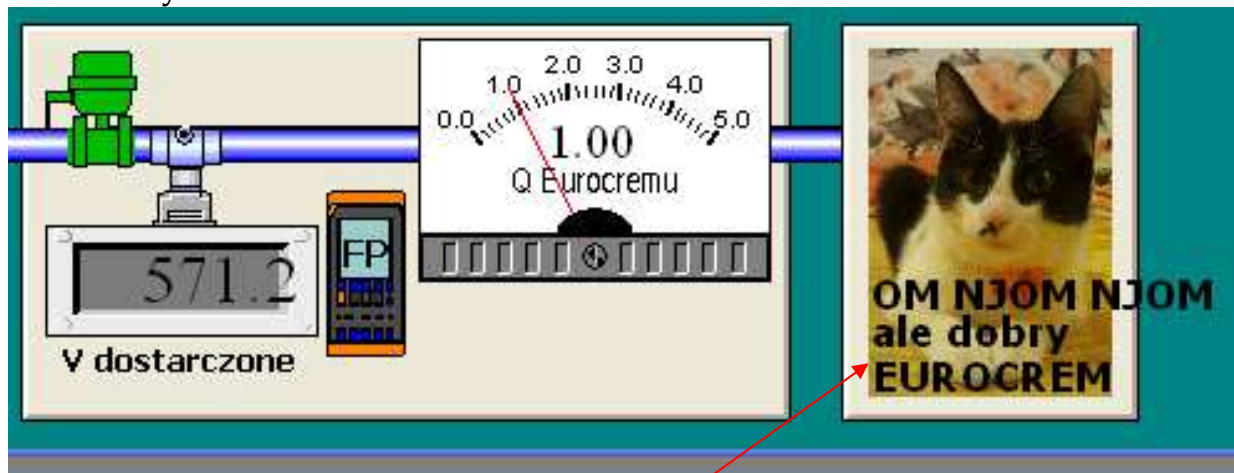 0.0
1.0
2.0
3.0
4.0
5.0
1.00
Q Eurocremu
571.2
FP
V dostarczone
OM NJOM NJOM
ale dobry
EUROCREM